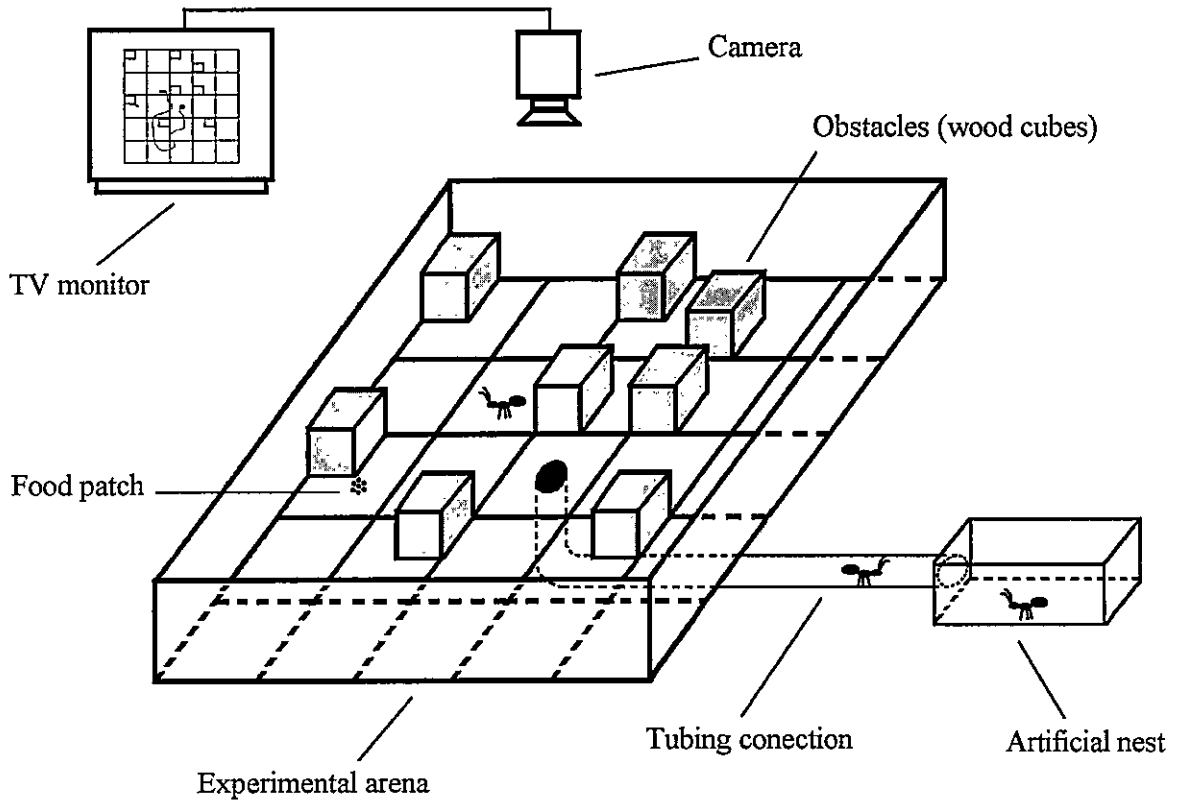 Camera
Obstacles (wood cubes)
TV monitor
Food patch
Tubing conection
Artificial nest
Experimental arena